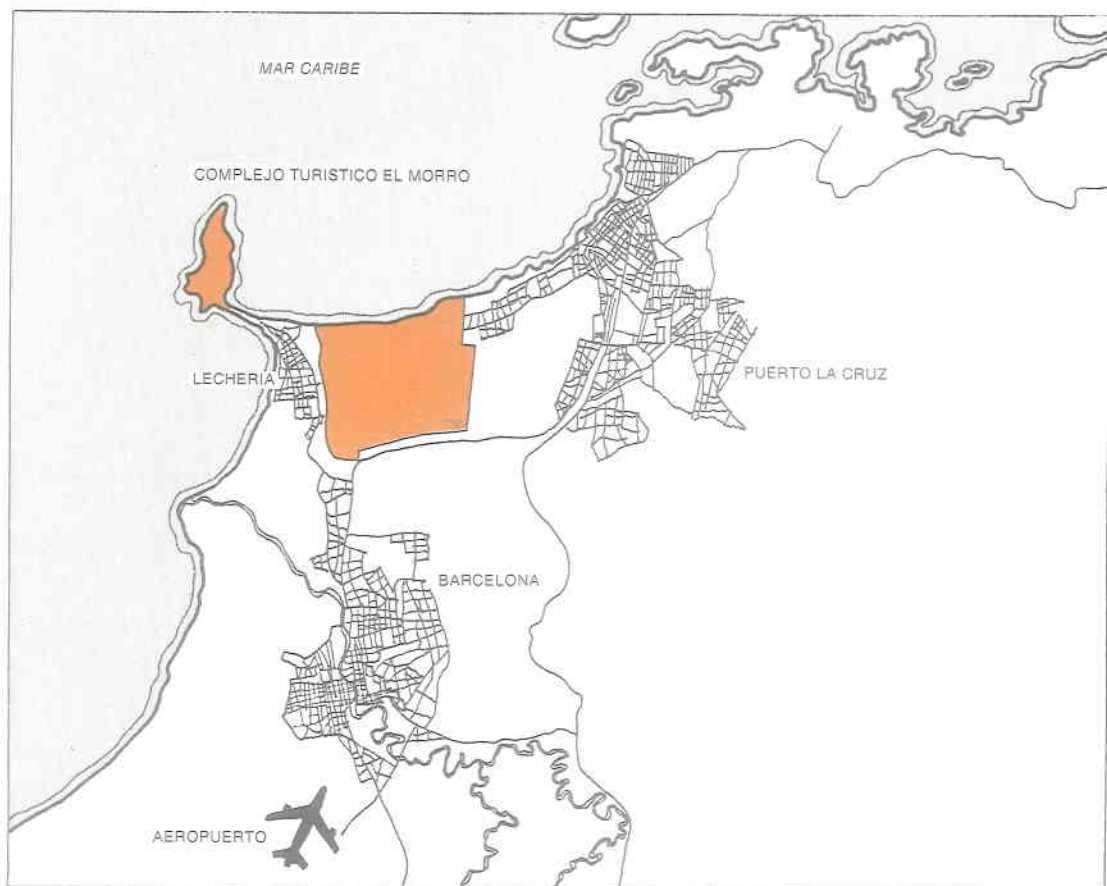 MAR CARIBE
COMPLEJO TURISTICO EL MORRO
LECHERIA
PUERTO LA CRUZ
BARCELONA
AEROPUERTO